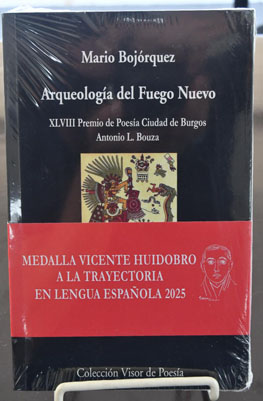 Mario Bojórquez
Arqueología del Fuego Nuevo
XLVIII Premio de Poesía Ciudad de Burgos
Antonio L. Bouza
MEDALLA VICENTE HUIDOBRO
A LA TRAYECTORIA
EN LENGUA ESPAÑOLA 2025
Colección Visor de Poesía